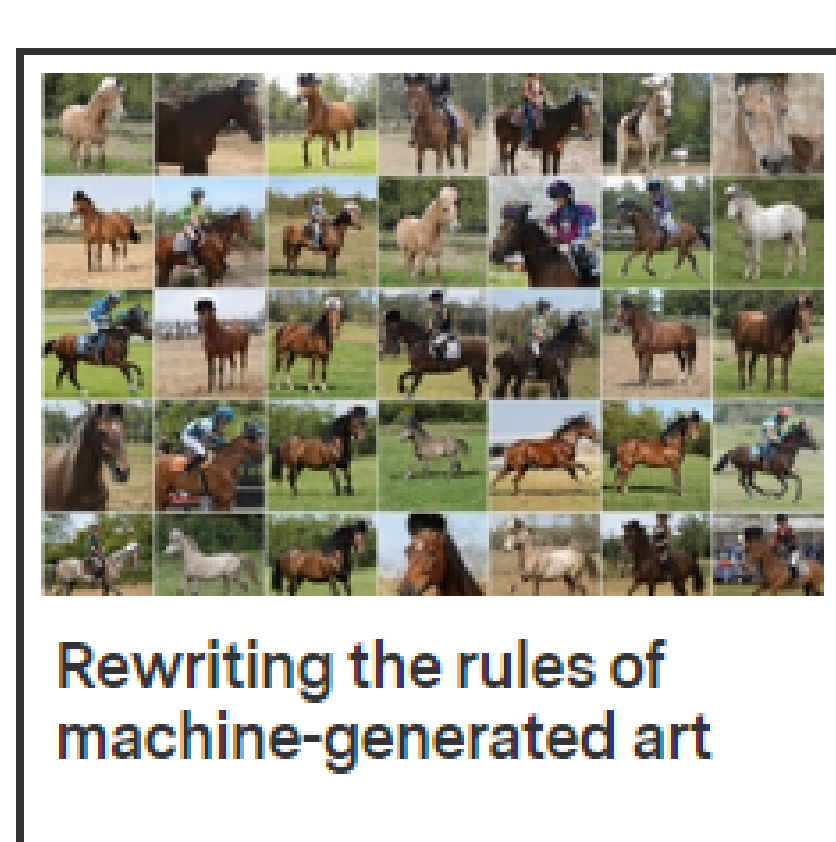 Rewriting the rules of
machine-generated art